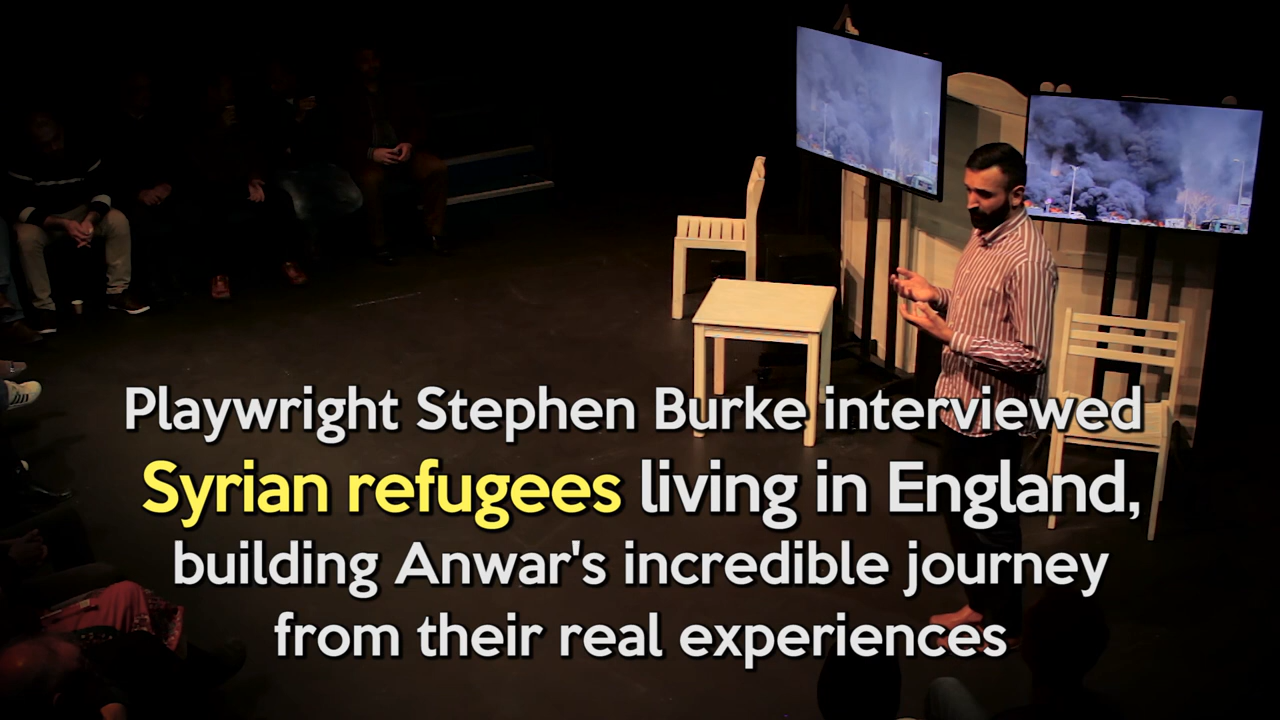 Playwright Stephen Burke interviewed
Syrian refugees living in England,
building Anwar's incredible journey
from their real experiences